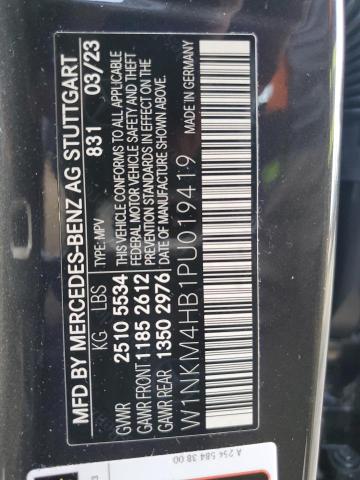 MFD BY MERCEDES-BENZ AG STUTTGART
831 03/23
KG LBS TYPE: MPV
GVWR 2510 5534
GAWR FRONT 1185 2612
GAWR REAR 1350 2976
THIS VEHICLE CONFORMS TO ALL APPLICABLE
FEDERAL MOTOR VEHICLE SAFETY AND THEFT
PREVENTION STANDARDS IN EFFECT ON THE
DATE OF MANUFACTURE SHOWN ABOVE.
MADE IN GERMANY
W1NKM4HB1PU019419
A 254 584 38 00